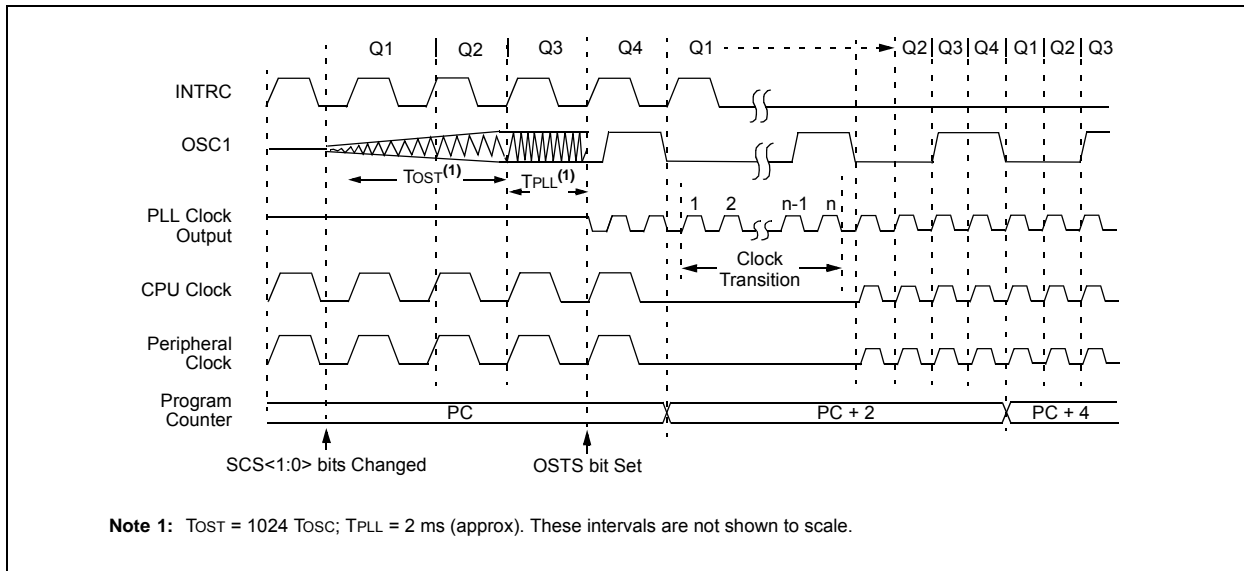 Q1 Q2 Q3 Q4 Q1 Q2 Q3 Q4 Q1 Q2 Q3
INTRC
OSC1
TOST(1) TPLL(1)
PLL Clock
Output
1 2 n-1 n
Clock
Transition
CPU Clock
Peripheral
Clock
Program
Counter
PC PC + 2 PC + 4
SCS<1:0> bits Changed OSTS bit Set
Note 1: TOST = 1024 TOSC; TPLL = 2 ms (approx). These intervals are not shown to scale.